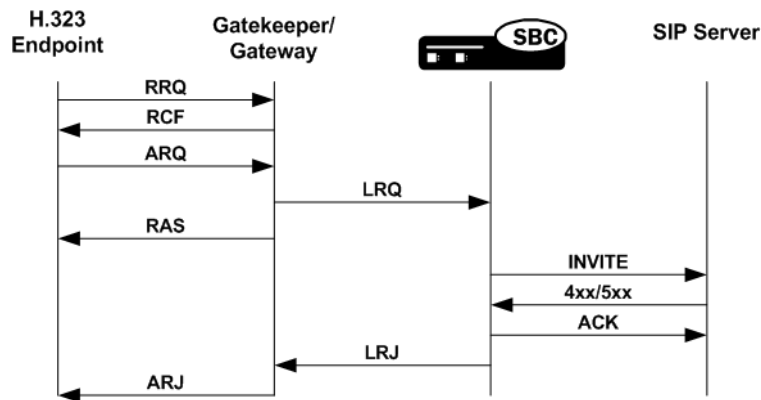 H.323
Endpoint
Gatekeeper/
Gateway
SBC
SIP Server
RRQ
RCF
ARQ
LRQ
RAS
INVITE
4xx/5xx
ACK
LRJ
ARJ